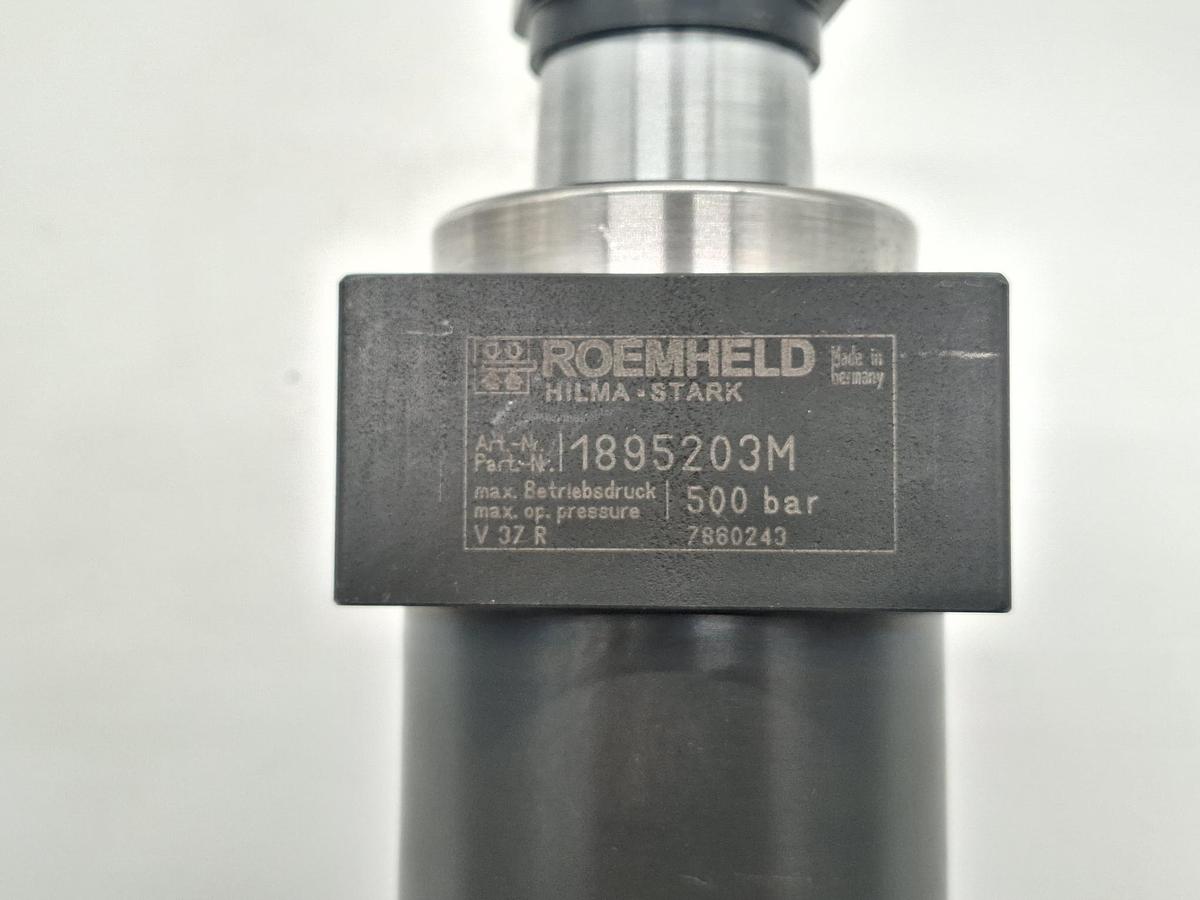 ROEMHELD
HILMA ▪ STARK
Made in
Germany
Art.-Nr.
Part.-Nr. 1895203M
max. Betriebsdruck
max. op. pressure 500 bar
V 37 R 7860243